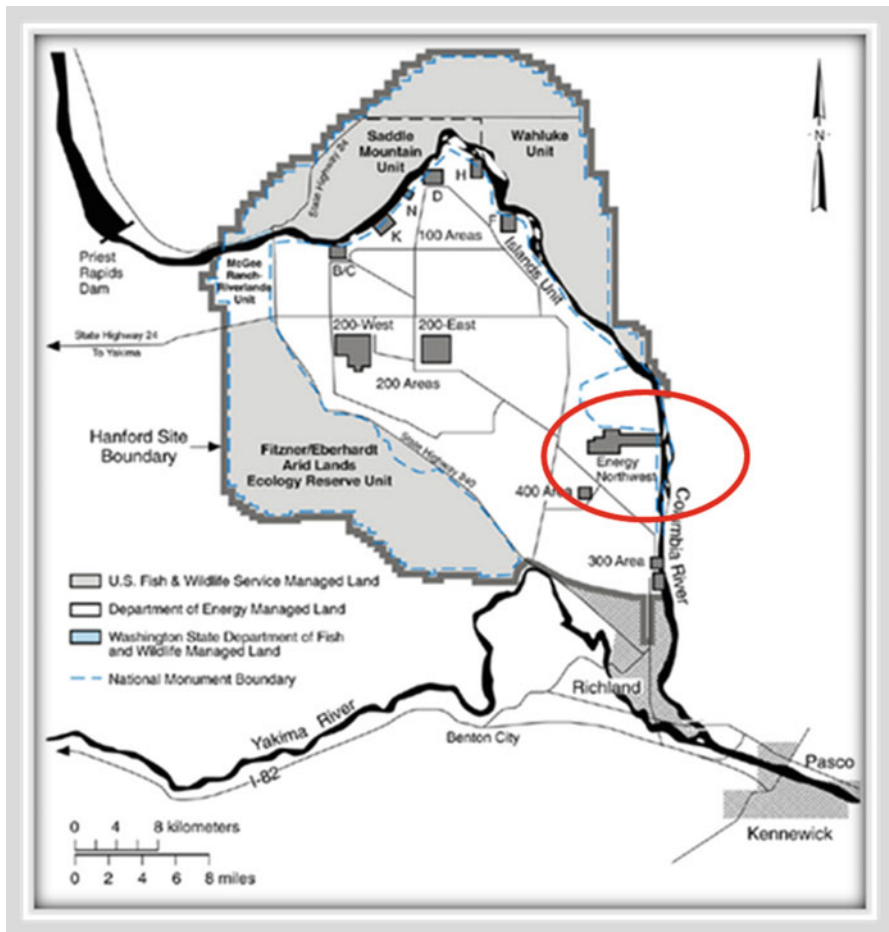 N
Saddle
Mountain
Unit
Wahluke
Unit
State Highway 24
H
D
N
K
F
100 Areas
Islands Unit
B/C
Priest
Rapids
Dam
McGee
Ranch-
Riverlands
Unit
State Highway 24
To Yakima
200-West
200-East
200 Areas
Hanford Site
Boundary
Fitzner/Eberhardt
Arid Lands
Ecology Reserve Unit
State Highway 240
Energy
Northwest
400 Area
Columbia River
300 Area
U.S. Fish & Wildlife Service Managed Land
Department of Energy Managed Land
Washington State Department of Fish
and Wildlife Managed Land
National Monument Boundary
Richland
Yakima River
Benton City
I-82
Pasco
Kennewick
0 4 8 kilometers
0 2 4 6 8 miles